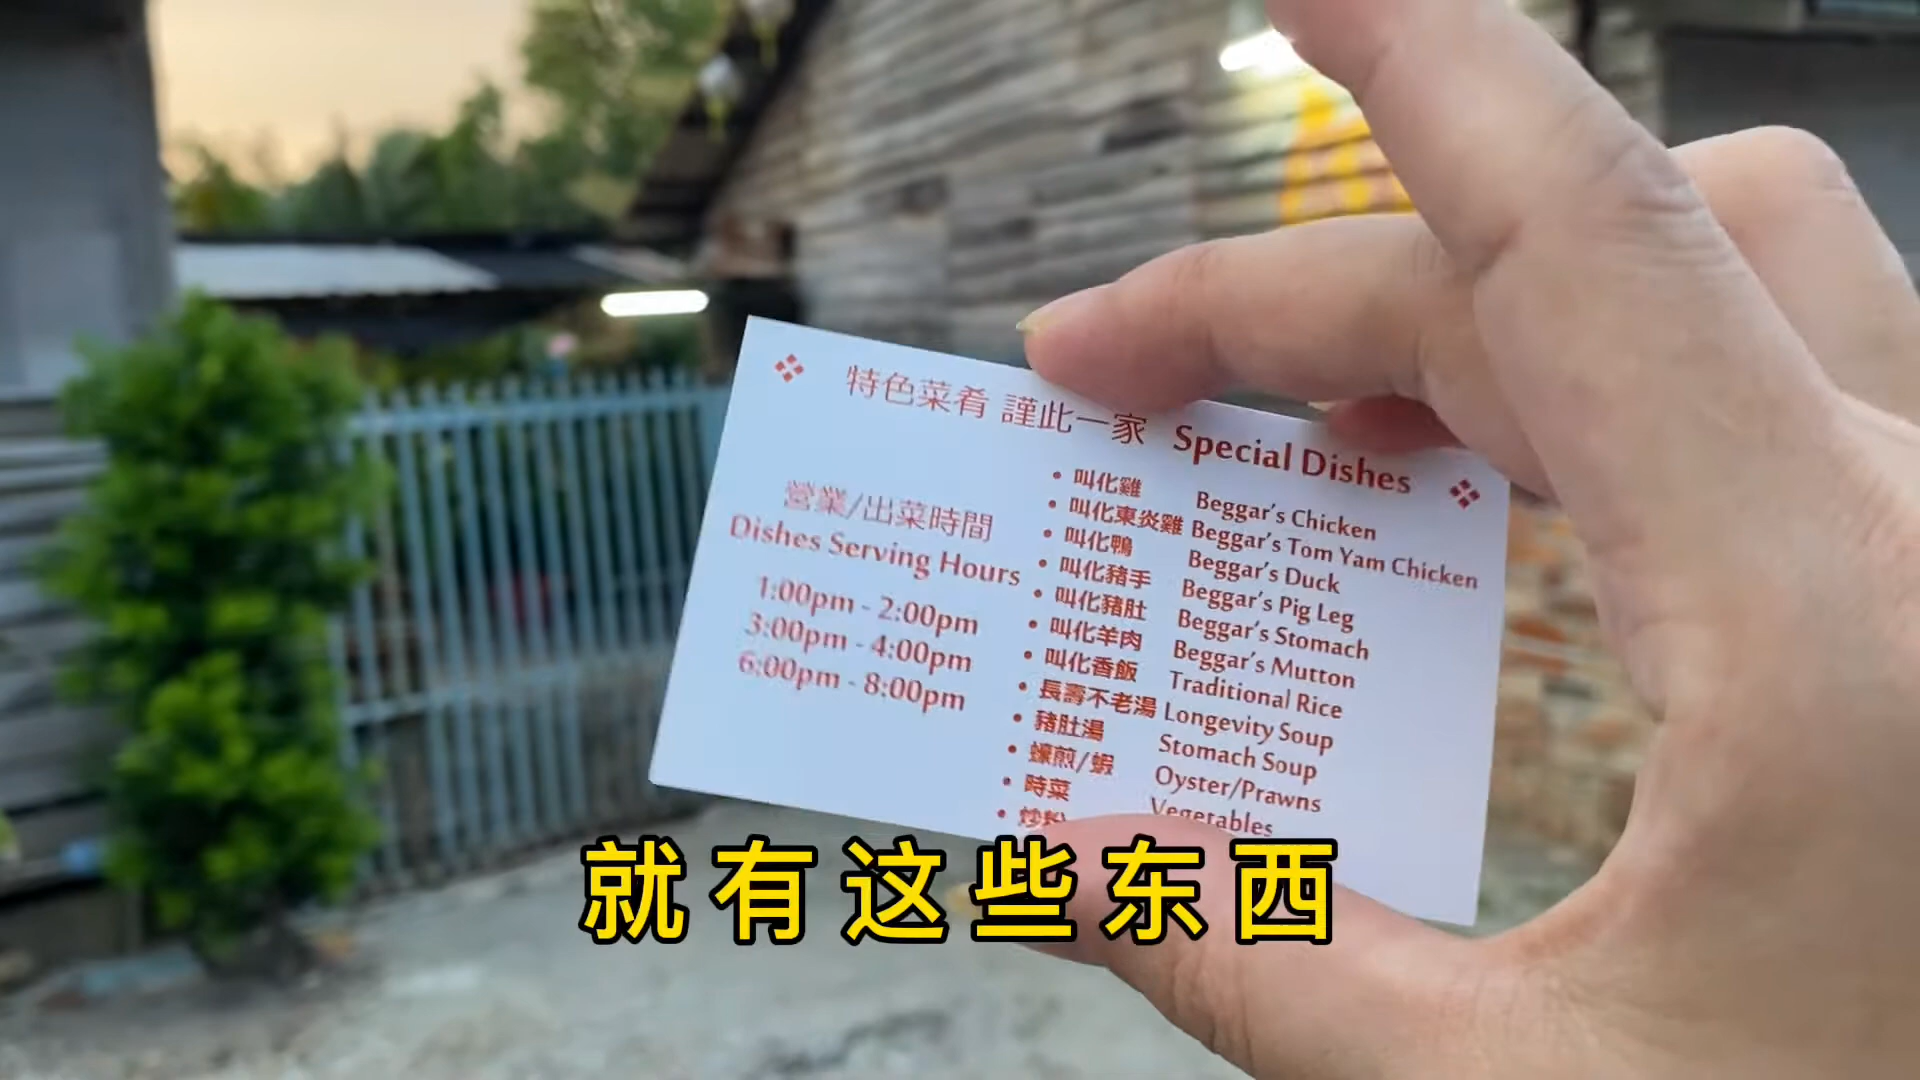 特色菜肴 謹此一家 Special Dishes
營業/出菜時間
Dishes Serving Hours
1:00pm - 2:00pm
3:00pm - 4:00pm
6:00pm - 8:00pm
• 叫化雞 Beggar's Chicken
• 叫化東炎雞 Beggar's Tom Yam Chicken
• 叫化鴨 Beggar's Duck
• 叫化豬手 Beggar's Pig Leg
• 叫化豬肚 Beggar's Stomach
• 叫化羊肉 Beggar's Mutton
• 叫化香飯 Traditional Rice
• 長壽不老湯 Longevity Soup
• 豬肚湯 Stomach Soup
• 蠔煎/蝦 Oyster/Prawns
• 時菜 Vegetables
• 炒
就有这些东西